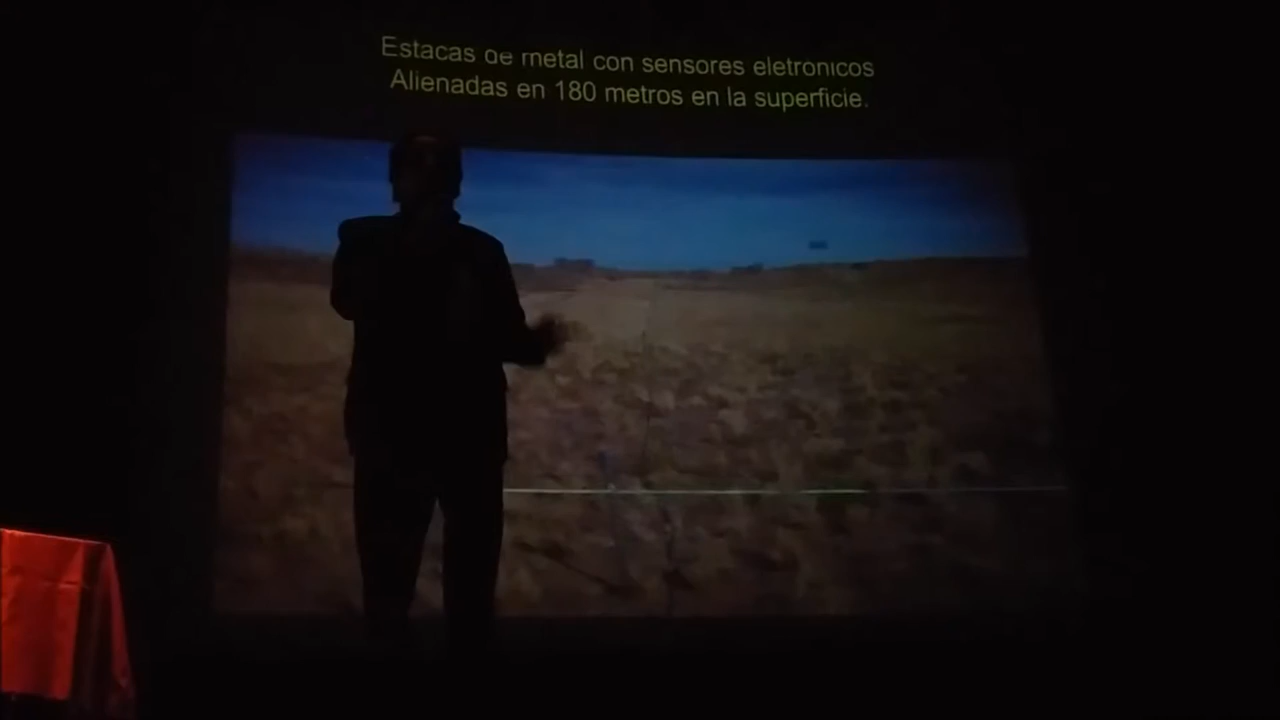 Estacas de metal con sensores eletronicos
Alienadas en 180 metros en la superficie.